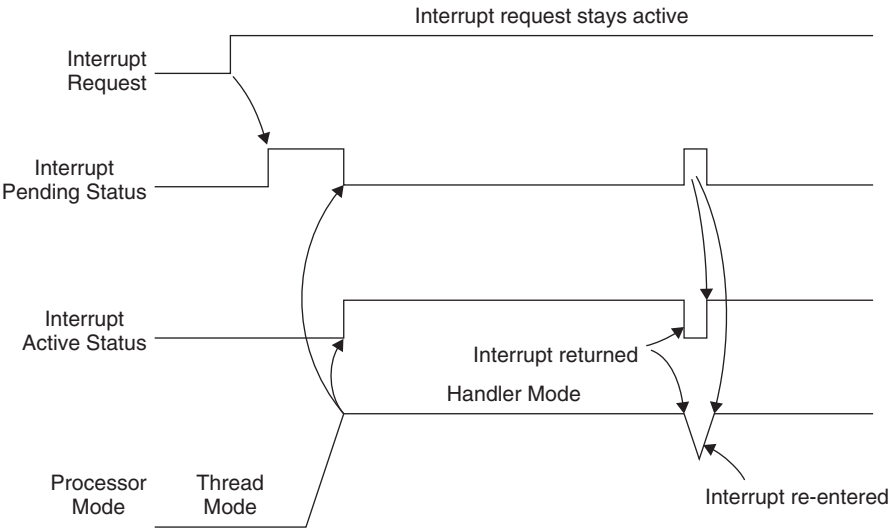 Interrupt request stays active
Interrupt
Request
Interrupt
Pending Status
Interrupt
Active Status
Interrupt returned
Handler Mode
Processor
Mode
Thread
Mode
Interrupt re-entered